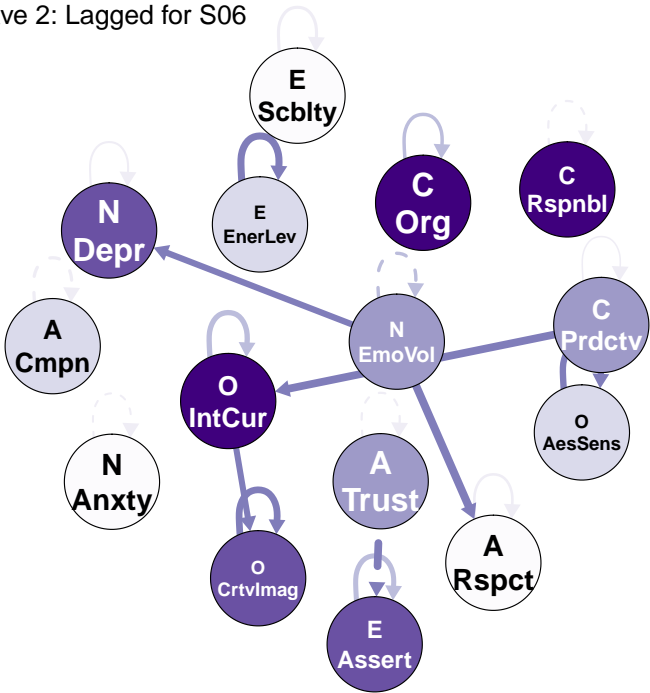 ve 2: Lagged for S06
E
Scblty
C
Org
C
Rspnbl
N
Depr
E
EnerLev
A
Cmpn
N
EmoVol
C
Prdctv
O
IntCur
O
AesSens
N
Anxty
A
Trust
A
Rspct
O
CrtvImag
E
Assert